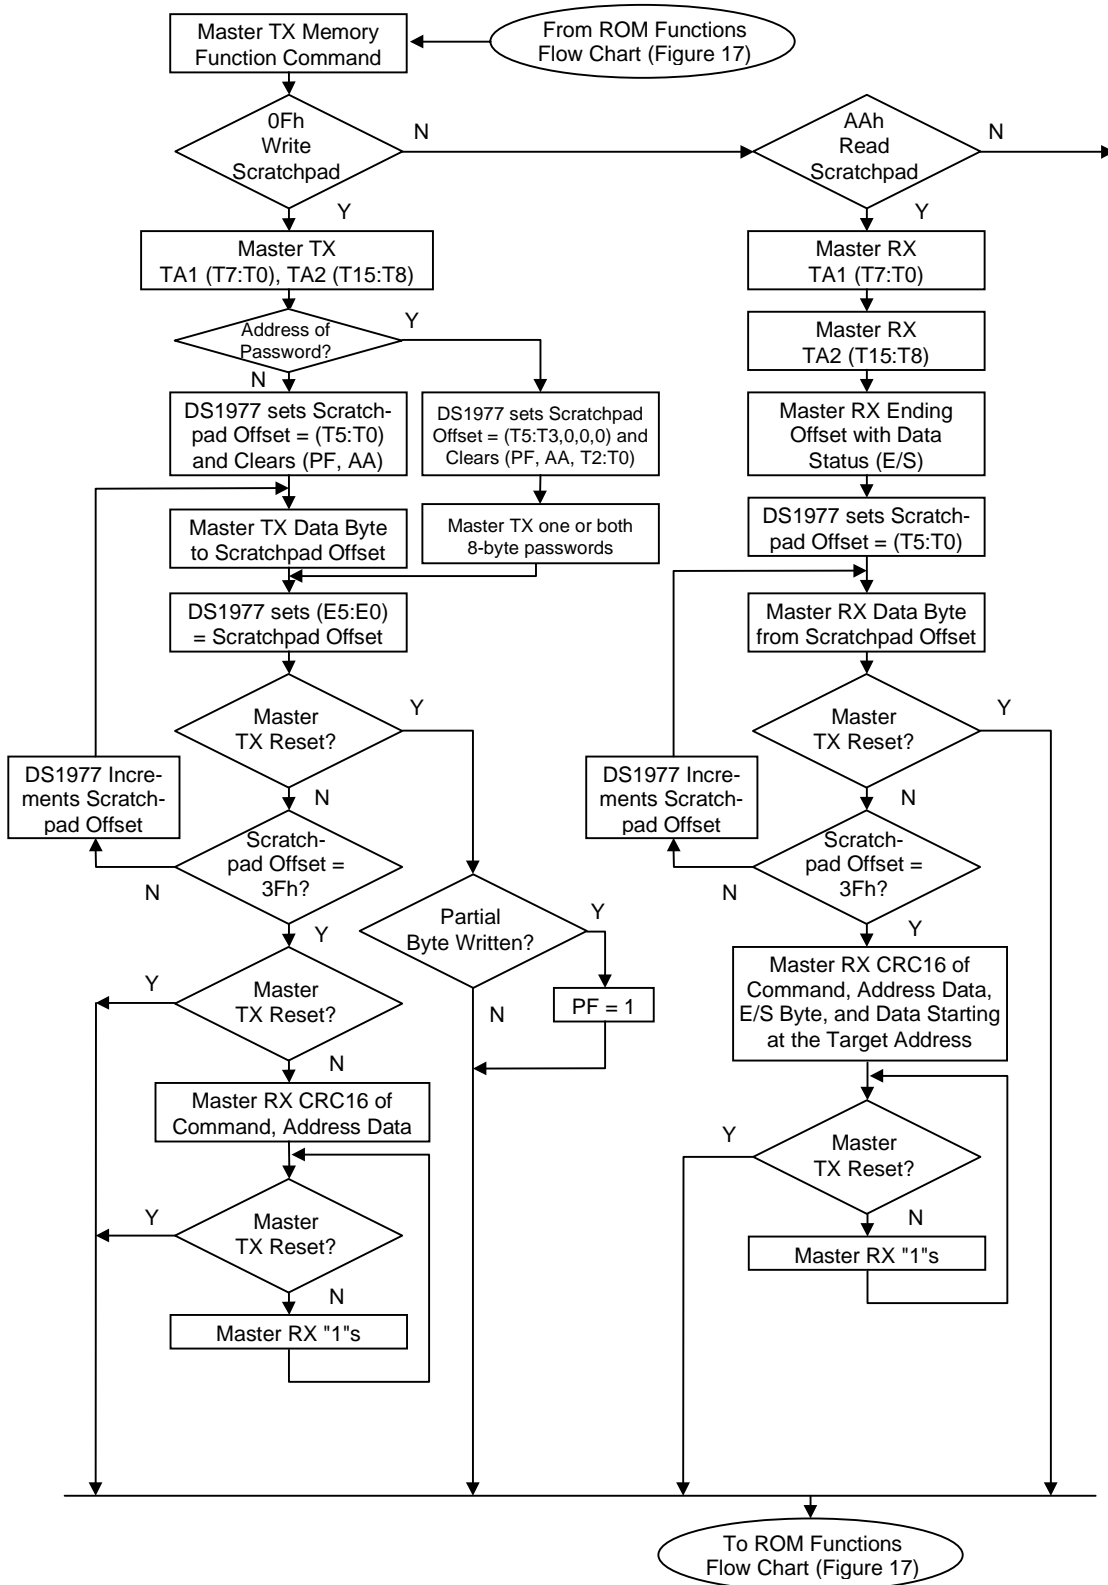 Master TX Memory
Function Command
From ROM Functions
Flow Chart (Figure 17)
0Fh
Write
Scratchpad
N
Y
AAh
Read
Scratchpad
N
Y
Master TX
TA1 (T7:T0), TA2 (T15:T8)
Address of
Password?
Y
N
DS1977 sets Scratch-
pad Offset = (T5:T0)
and Clears (PF, AA)
DS1977 sets Scratchpad
Offset = (T5:T3,0,0,0) and
Clears (PF, AA, T2:T0)
Master TX Data Byte
to Scratchpad Offset
Master TX one or both
8-byte passwords
DS1977 sets (E5:E0)
= Scratchpad Offset
Master
TX Reset?
Y
N
DS1977 Incre-
ments Scratch-
pad Offset
Scratch-
pad Offset =
3Fh?
N
Y
Partial
Byte Written?
Y
N
PF = 1
Master
TX Reset?
Y
N
Master RX CRC16 of
Command, Address Data
Master
TX Reset?
Y
N
Master RX "1"s
Master RX
TA1 (T7:T0)
Master RX
TA2 (T15:T8)
Master RX Ending
Offset with Data
Status (E/S)
DS1977 sets Scratch-
pad Offset = (T5:T0)
Master RX Data Byte
from Scratchpad Offset
Master
TX Reset?
Y
N
DS1977 Incre-
ments Scratch-
pad Offset
Scratch-
pad Offset =
3Fh?
N
Y
Master RX CRC16 of
Command, Address Data,
E/S Byte, and Data Starting
at the Target Address
Master
TX Reset?
Y
N
Master RX "1"s
To ROM Functions
Flow Chart (Figure 17)